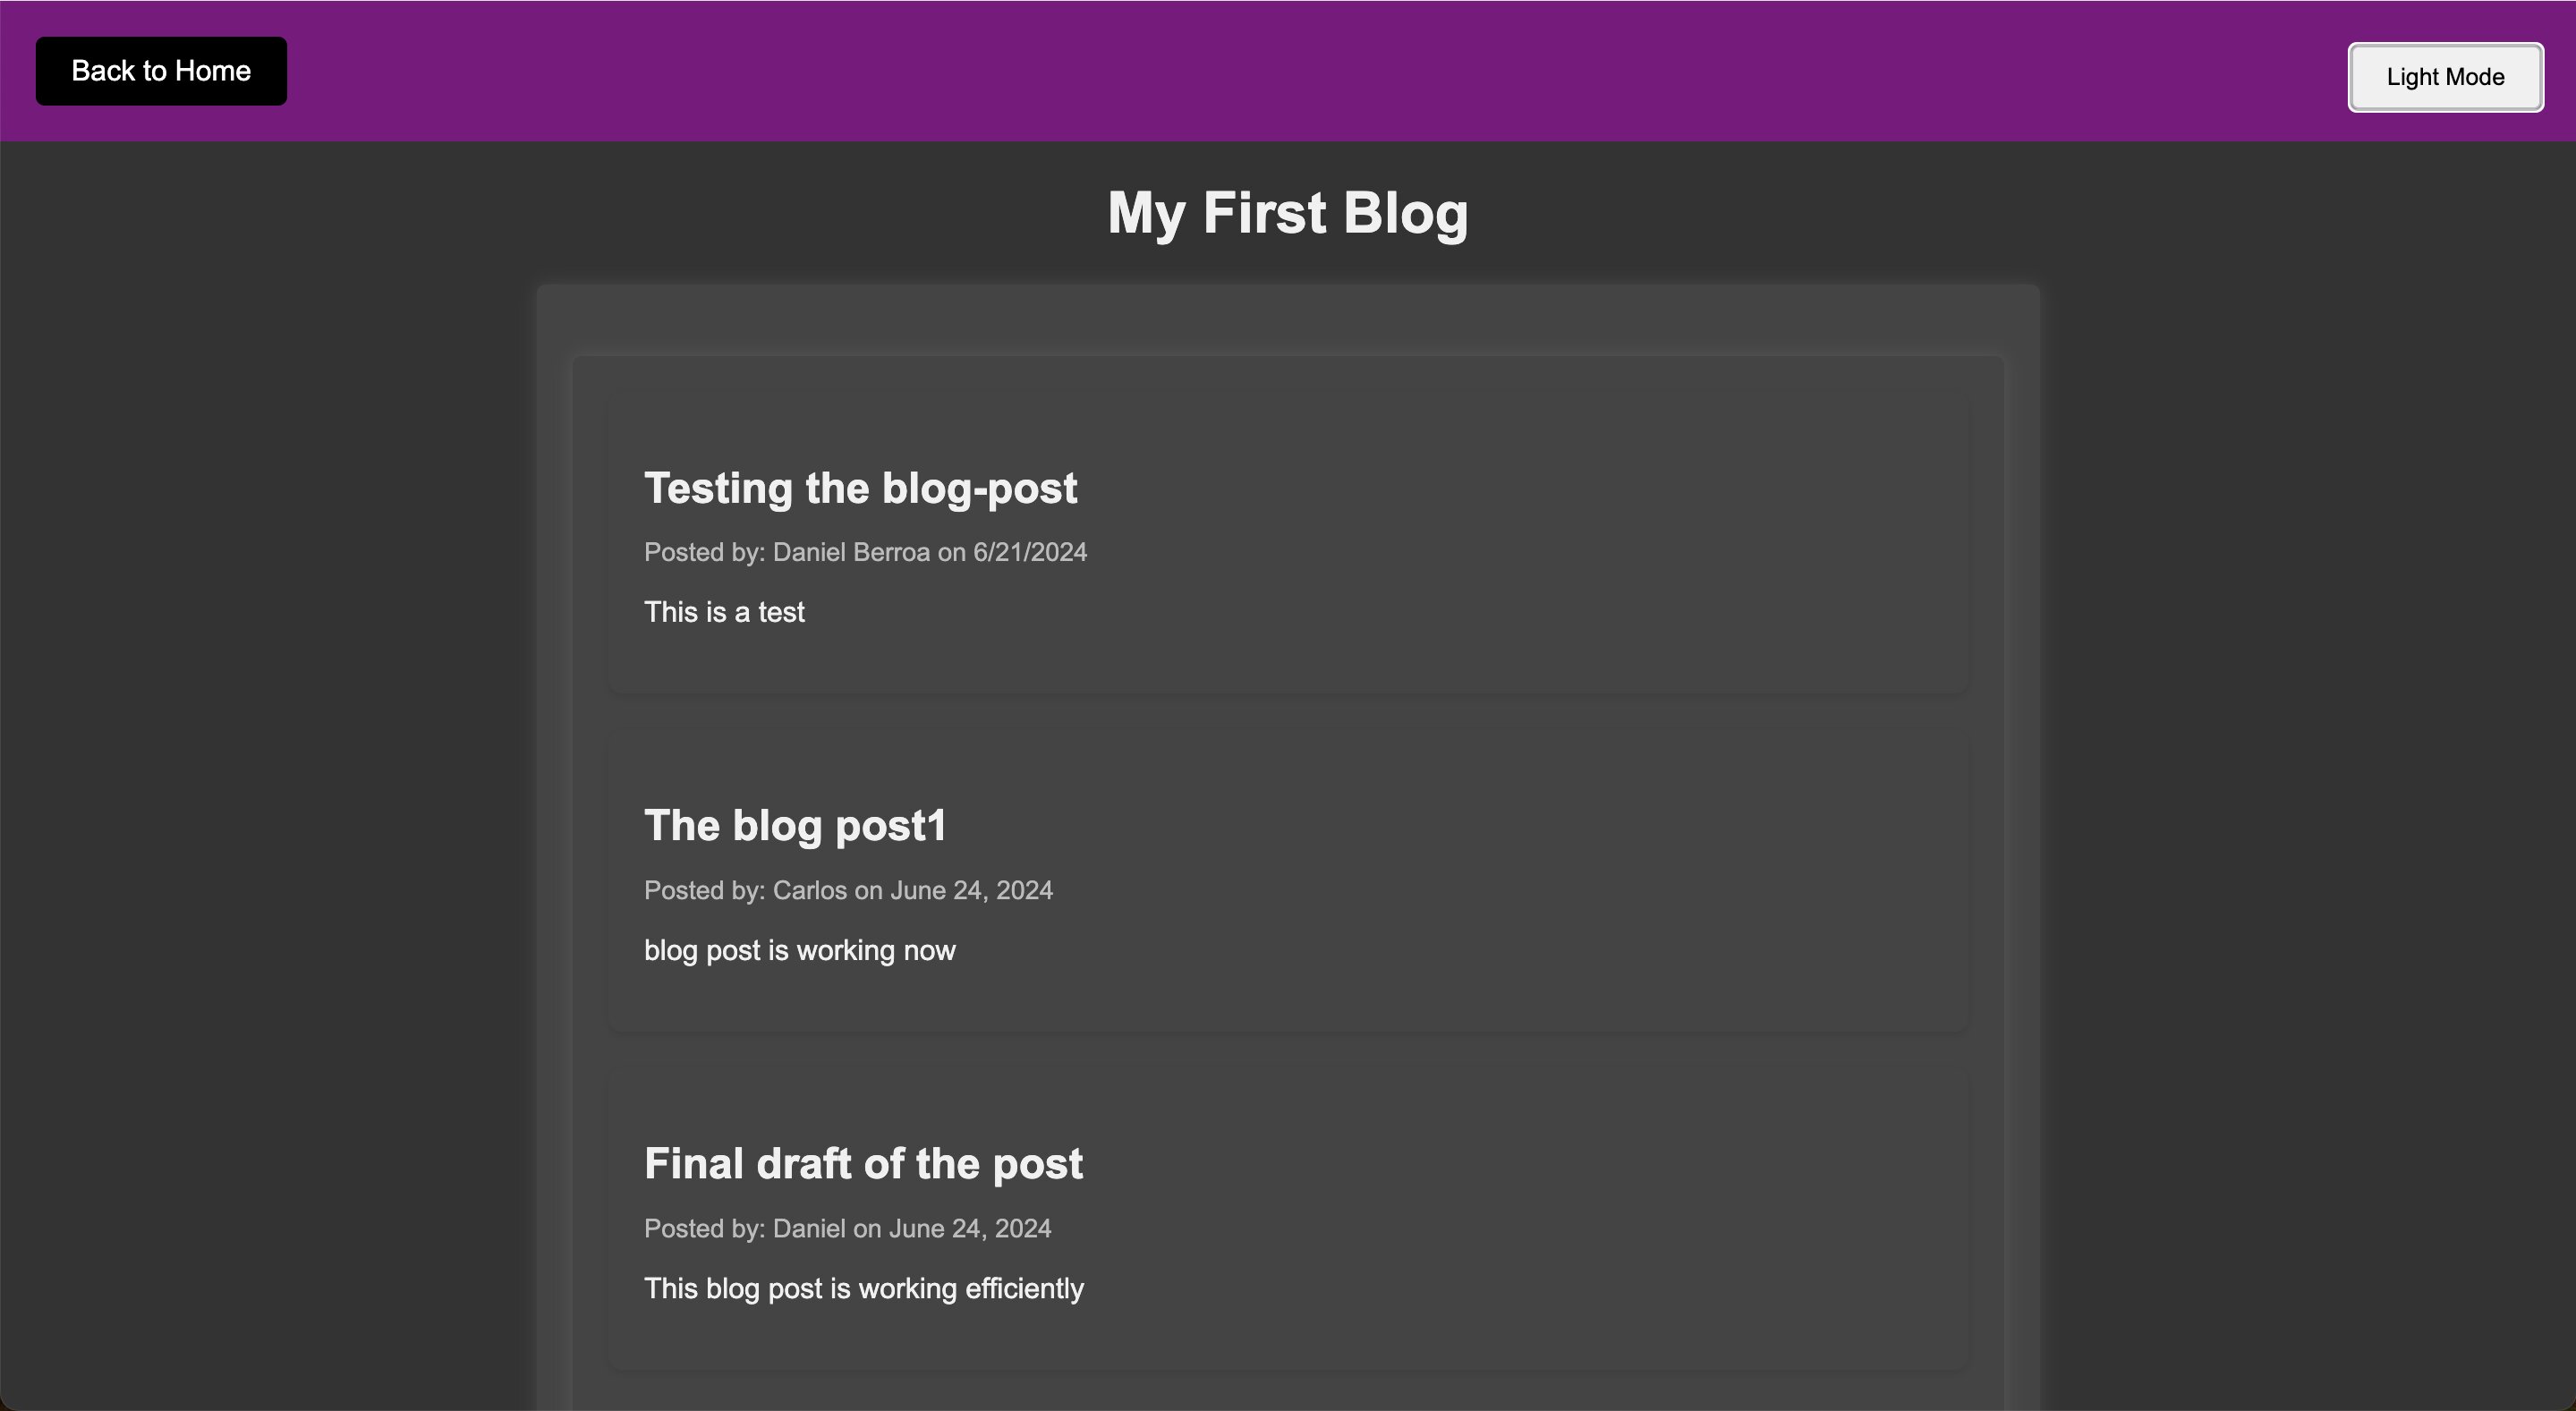 Back to Home
Light Mode
My First Blog
Testing the blog-post
Posted by: Daniel Berroa on 6/21/2024
This is a test
The blog post1
Posted by: Carlos on June 24, 2024
blog post is working now
Final draft of the post
Posted by: Daniel on June 24, 2024
This blog post is working efficiently